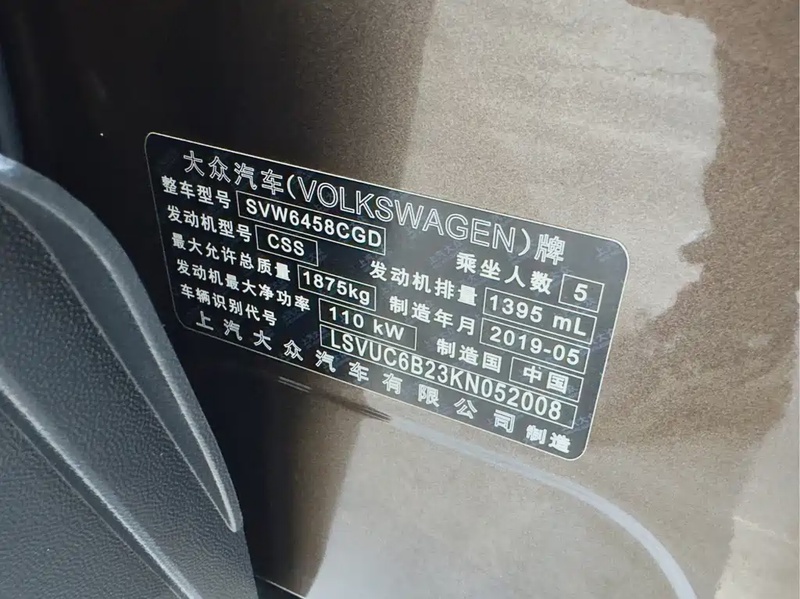 大众汽车(VOLKSWAGEN)牌
整车型号 SVW6458CGD 乘坐人数 5
发动机型号 CSS 发动机排量 1395 mL
最大允许总质量 1875kg 制造年月 2019-05
发动机最大净功率 110 kW 制造国 中国
车辆识别代号 LSVUC6B23KN052008
上汽大众汽车有限公司 制造